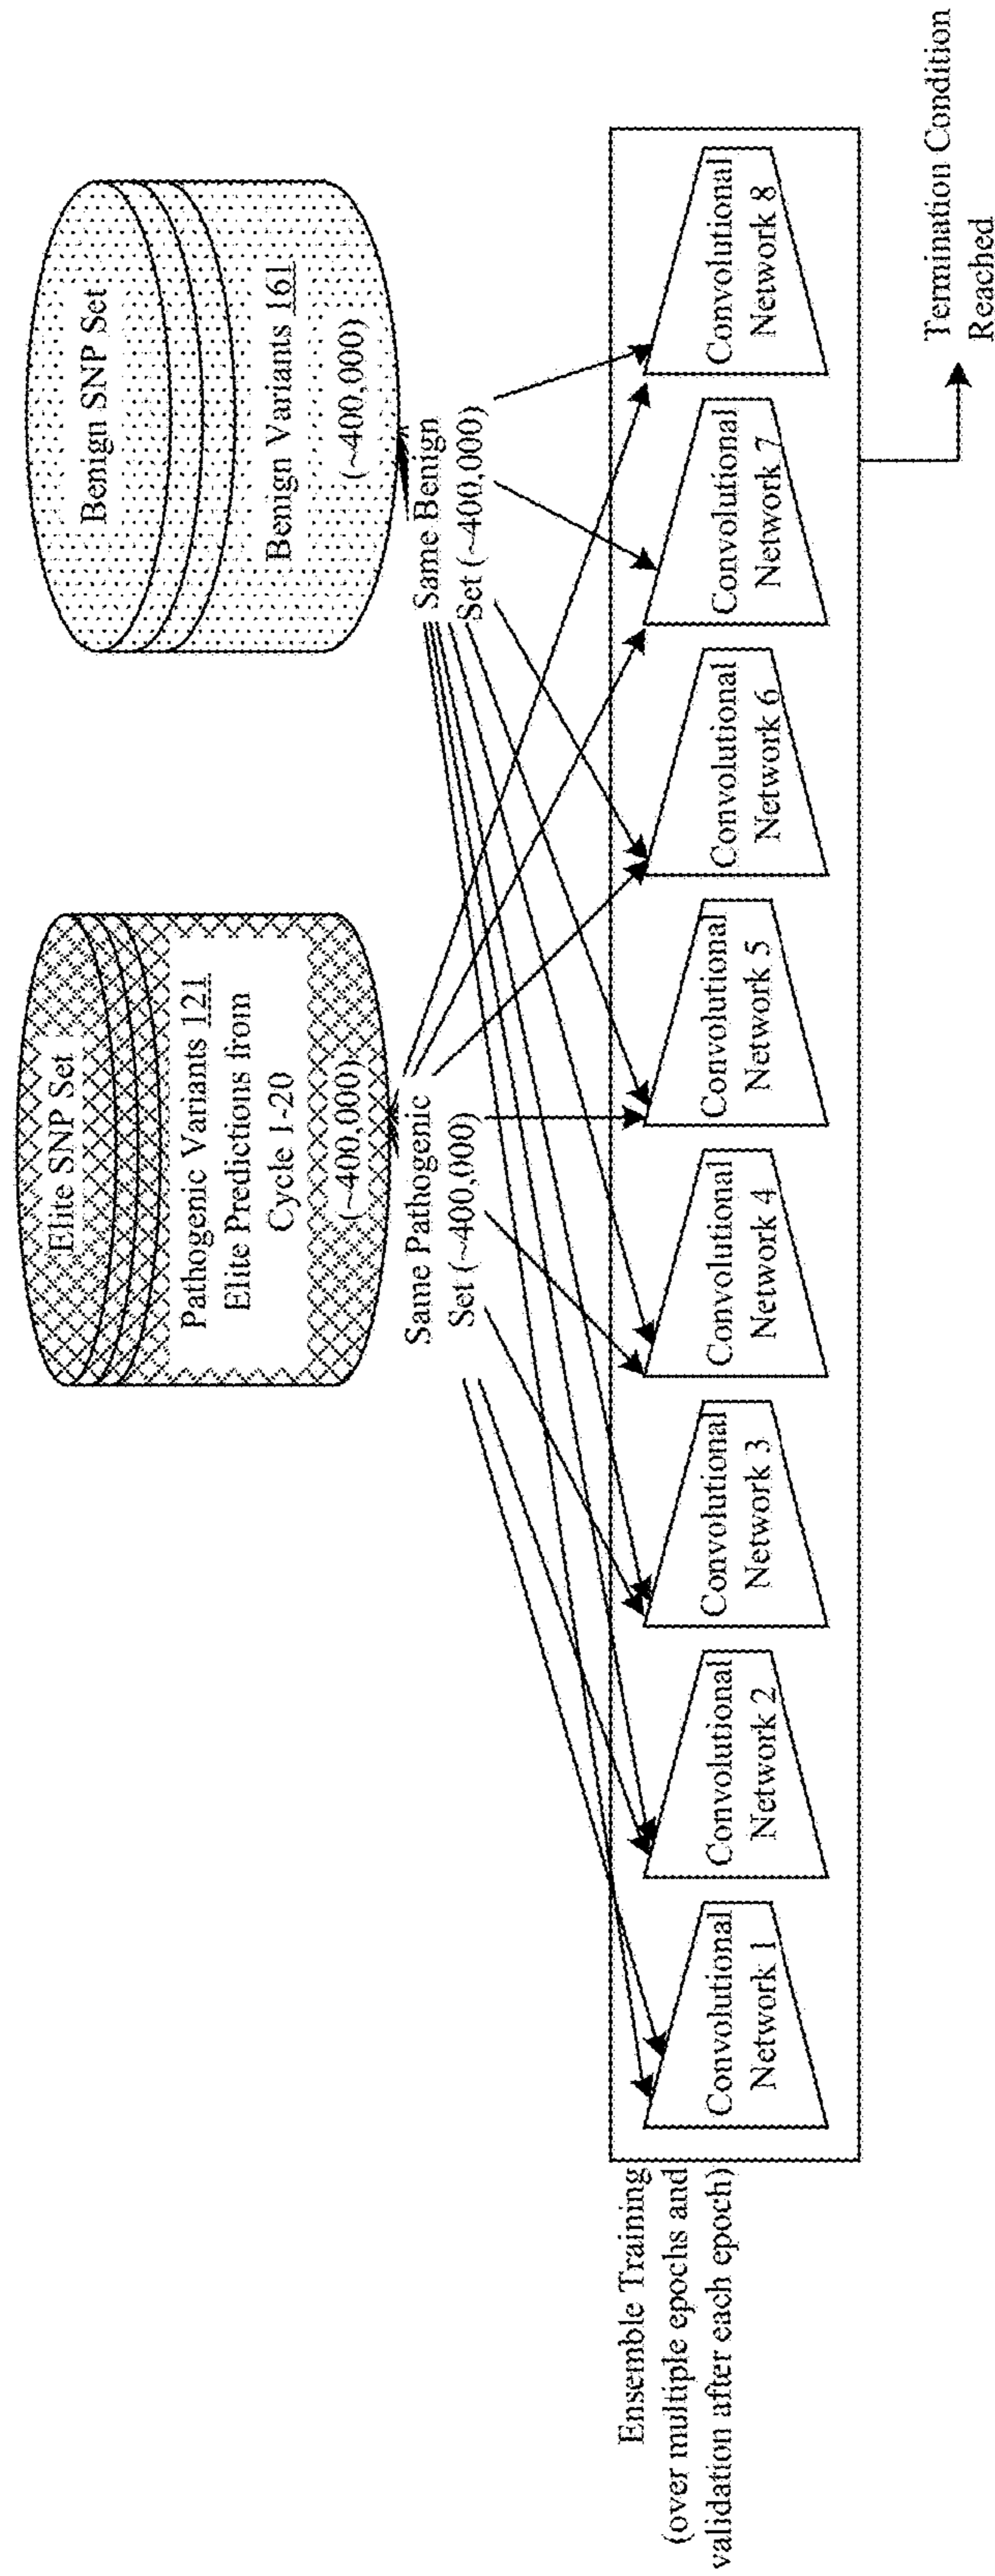 Elite SNP Set
Pathogenic Variants 121
Elite Predictions from
Cycle 1-20
(~400,000)
Benign SNP Set
Benign Variants 161
(~400,000)
Same Pathogenic
Set (~400,000)
Same Benign
Set (~400,000)
Ensemble Training
(over multiple epochs and
validation after each epoch)
Convolutional
Network 1
Convolutional
Network 2
Convolutional
Network 3
Convolutional
Network 4
Convolutional
Network 5
Convolutional
Network 6
Convolutional
Network 7
Convolutional
Network 8
Termination Condition
Reached